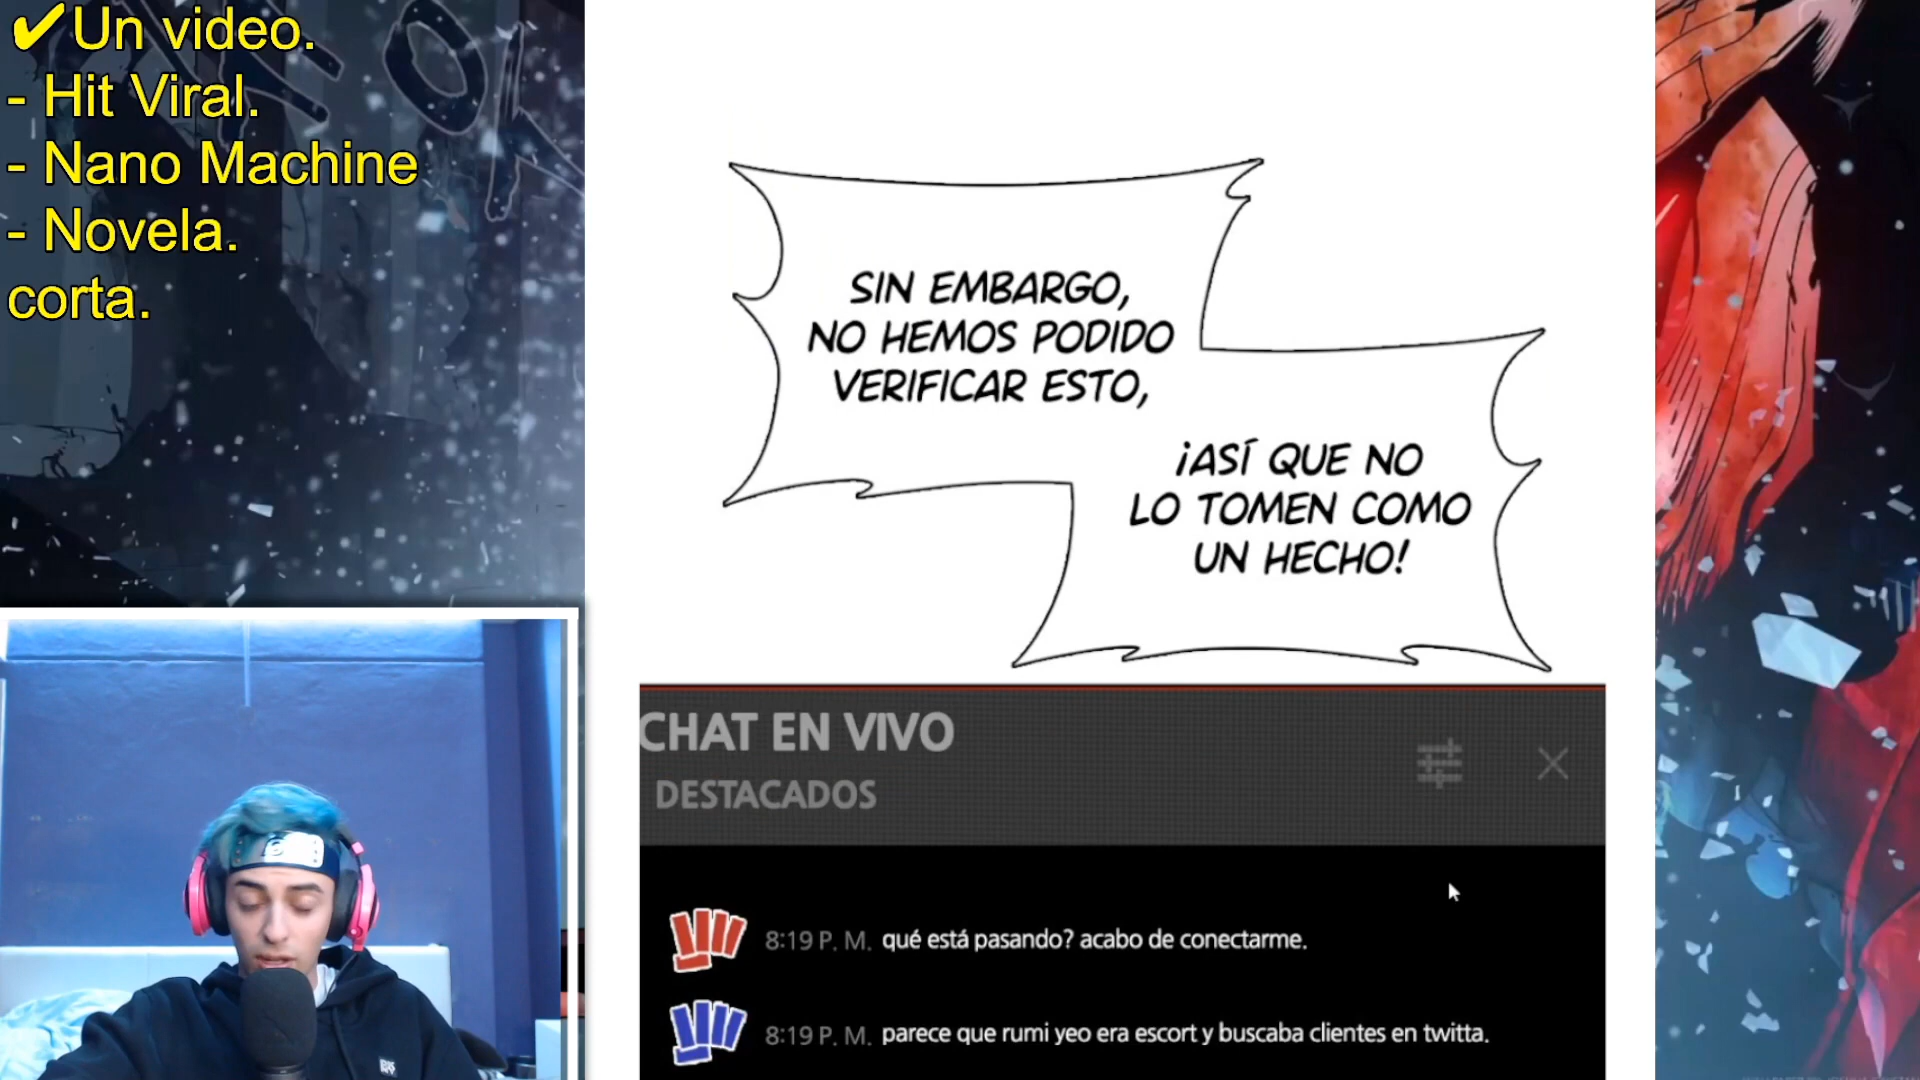 ✔Un video.
- Hit Viral.
- Nano Machine
- Novela.
corta.
SIN EMBARGO,
NO HEMOS PODIDO
VERIFICAR ESTO,
¡ASÍ QUE NO
LO TOMEN COMO
UN HECHO!
CHAT EN VIVO
DESTACADOS
8:19 P. M. qué está pasando? acabo de conectarme.
8:19 P. M. parece que rumi yeo era escort y buscaba clientes en twitta.